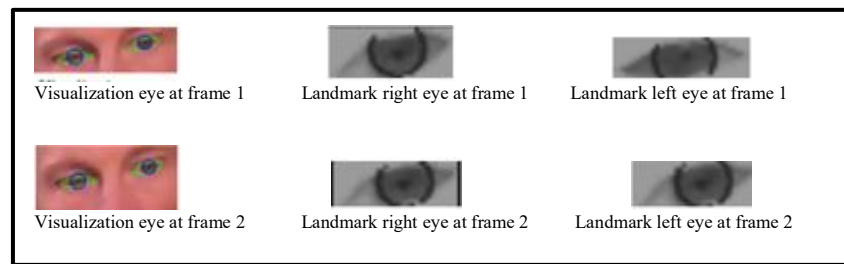 Visualization eye at frame 1
Landmark right eye at frame 1
Landmark left eye at frame 1
Visualization eye at frame 2
Landmark right eye at frame 2
Landmark left eye at frame 2